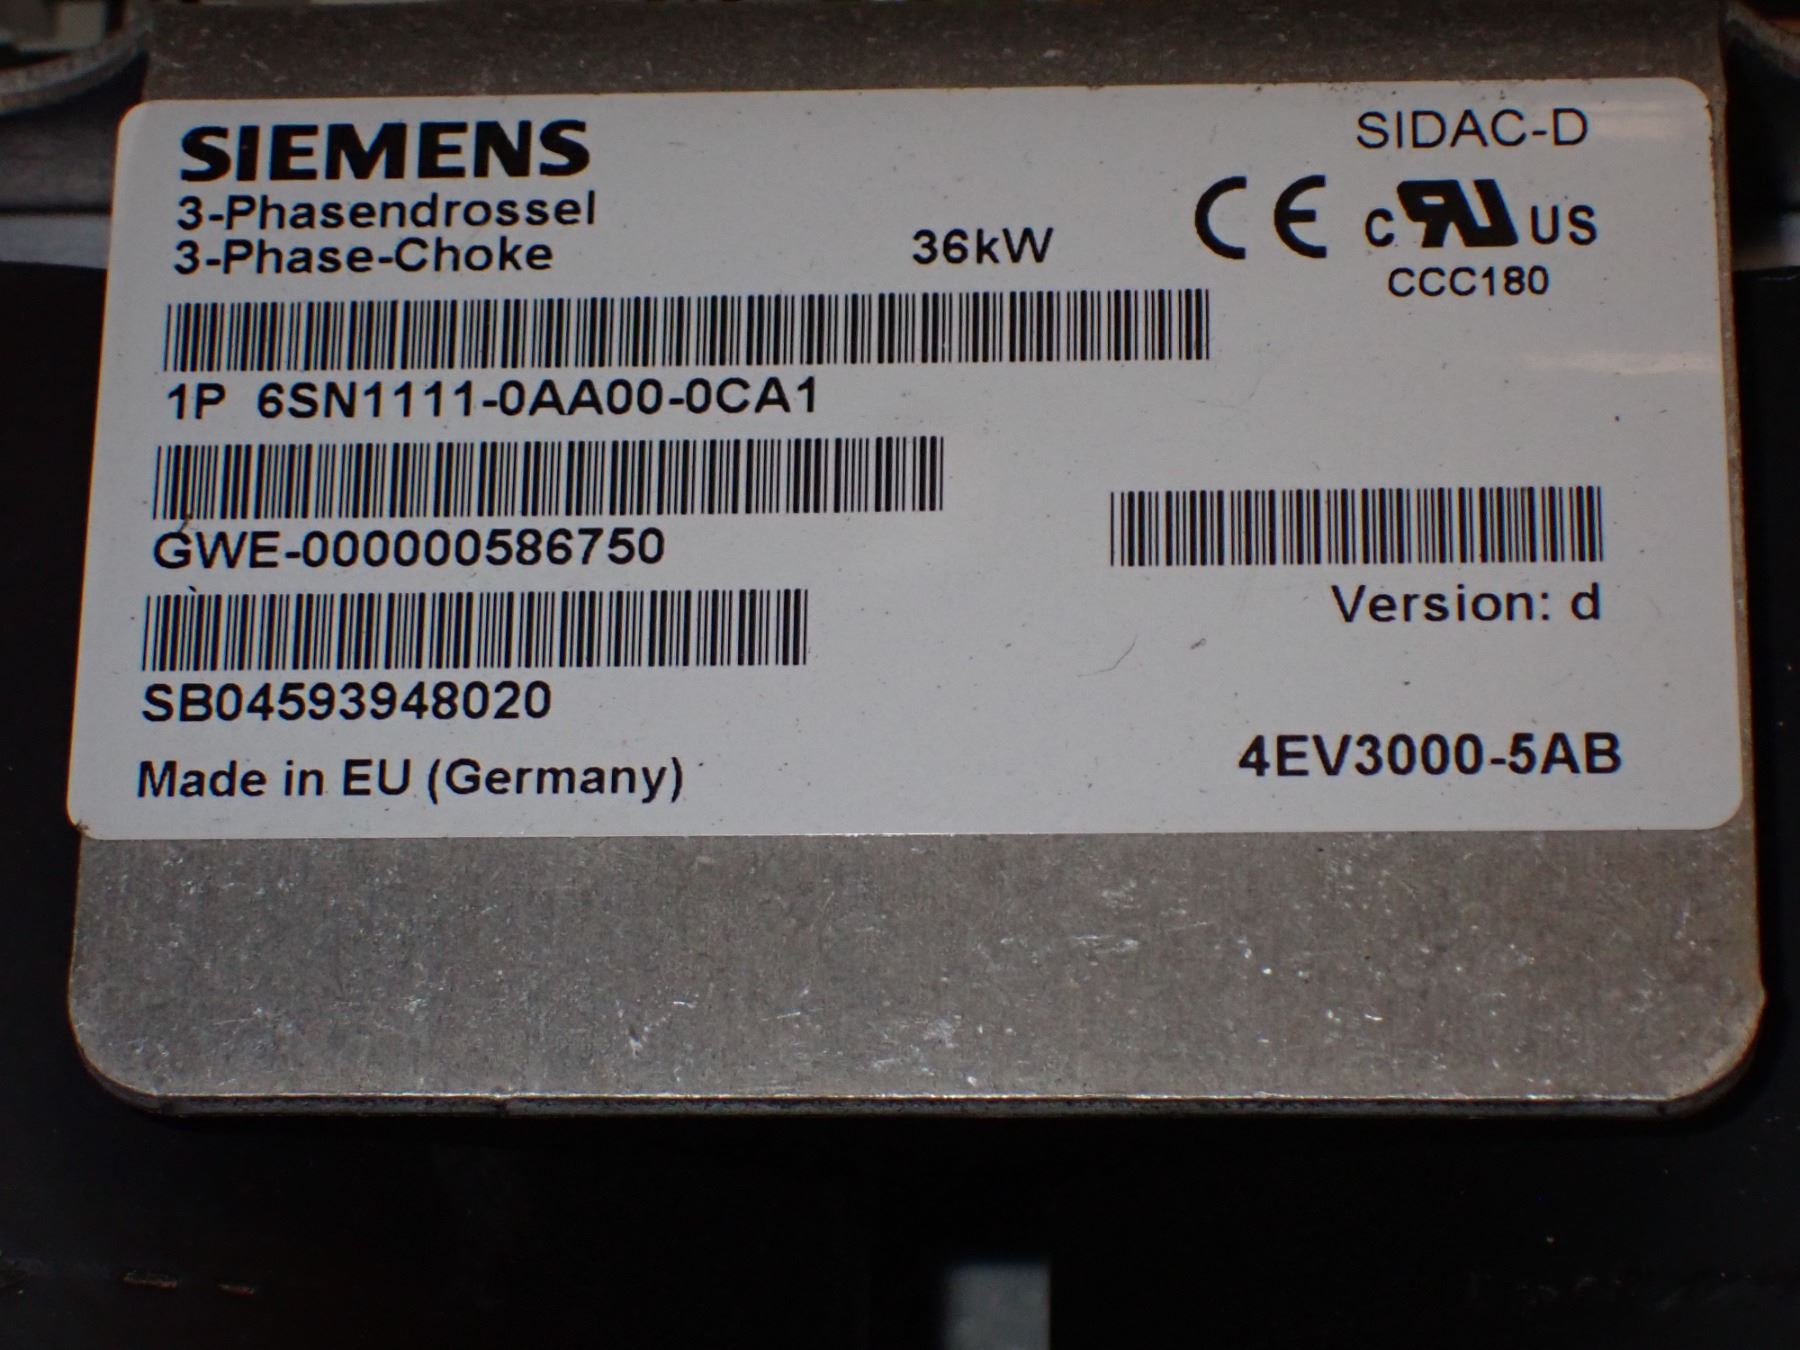 SIEMENS
SIDAC-D
3-Phasendrossel
3-Phase-Choke
36kW
CE c RU US
CCC180
1P 6SN1111-0AA00-0CA1
GWE-000000586750
Version: d
SB04593948020
Made in EU (Germany)
4EV3000-5AB